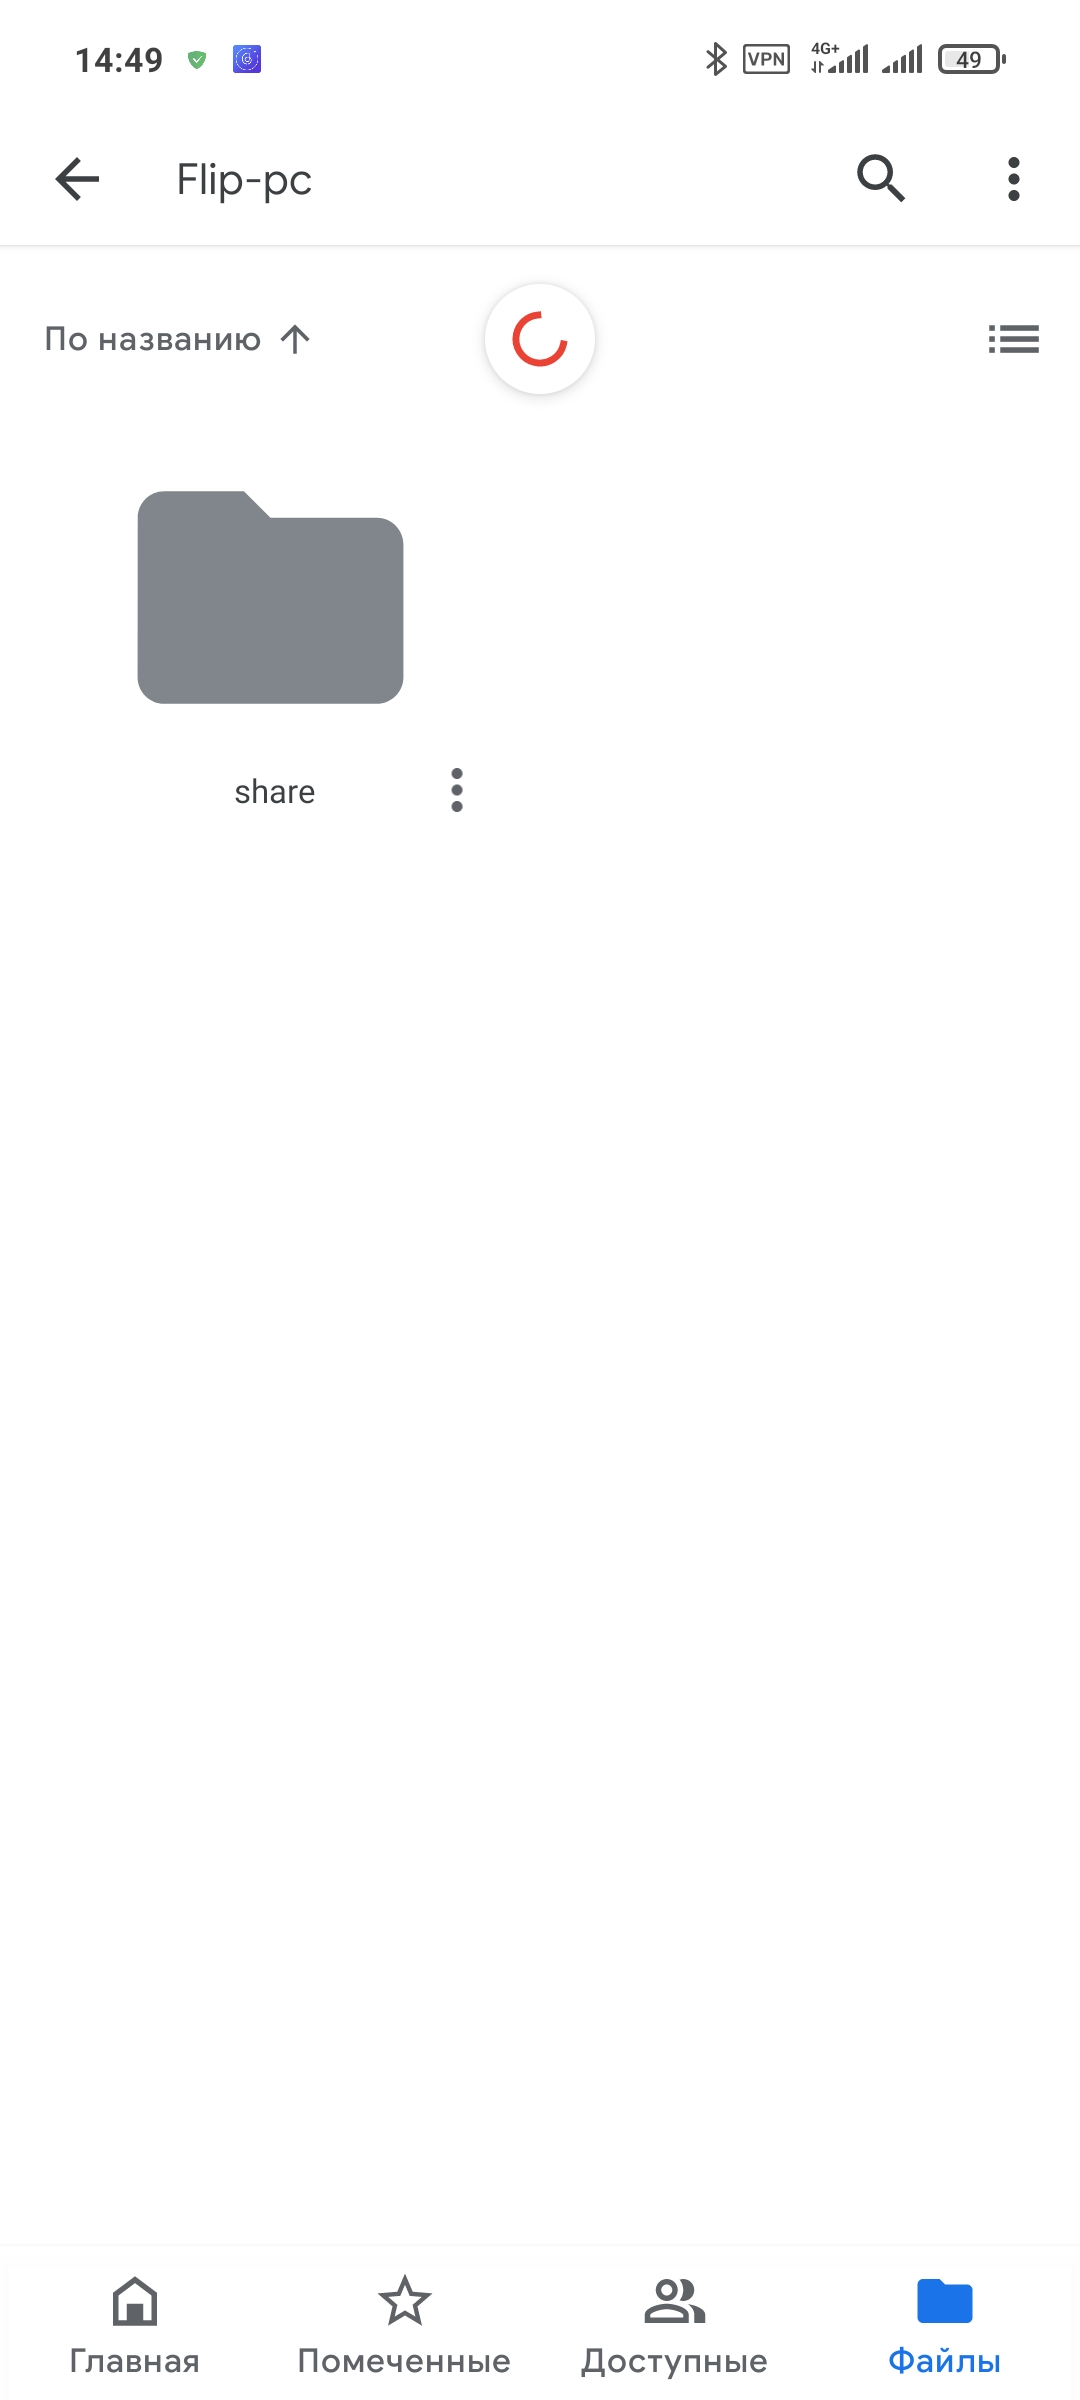 14:49
VPN
4G+
49
Flip-pc
По названию
share
Главная
Помеченные
Доступные
Файлы